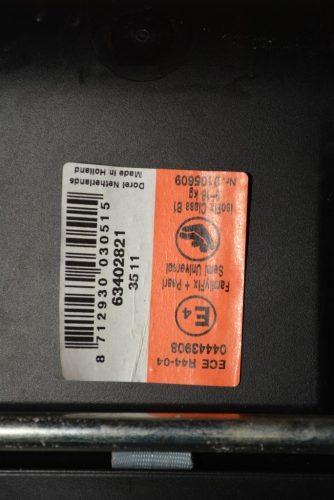 ECE R44-04
04443908
E4
FamilyFix + Pearl
Semi Universal
IsoFix Class B1
9-18 kg
Nr. 0105609
Dorel Netherlands
Made in Holland
8 712930 030515
63402821
3511